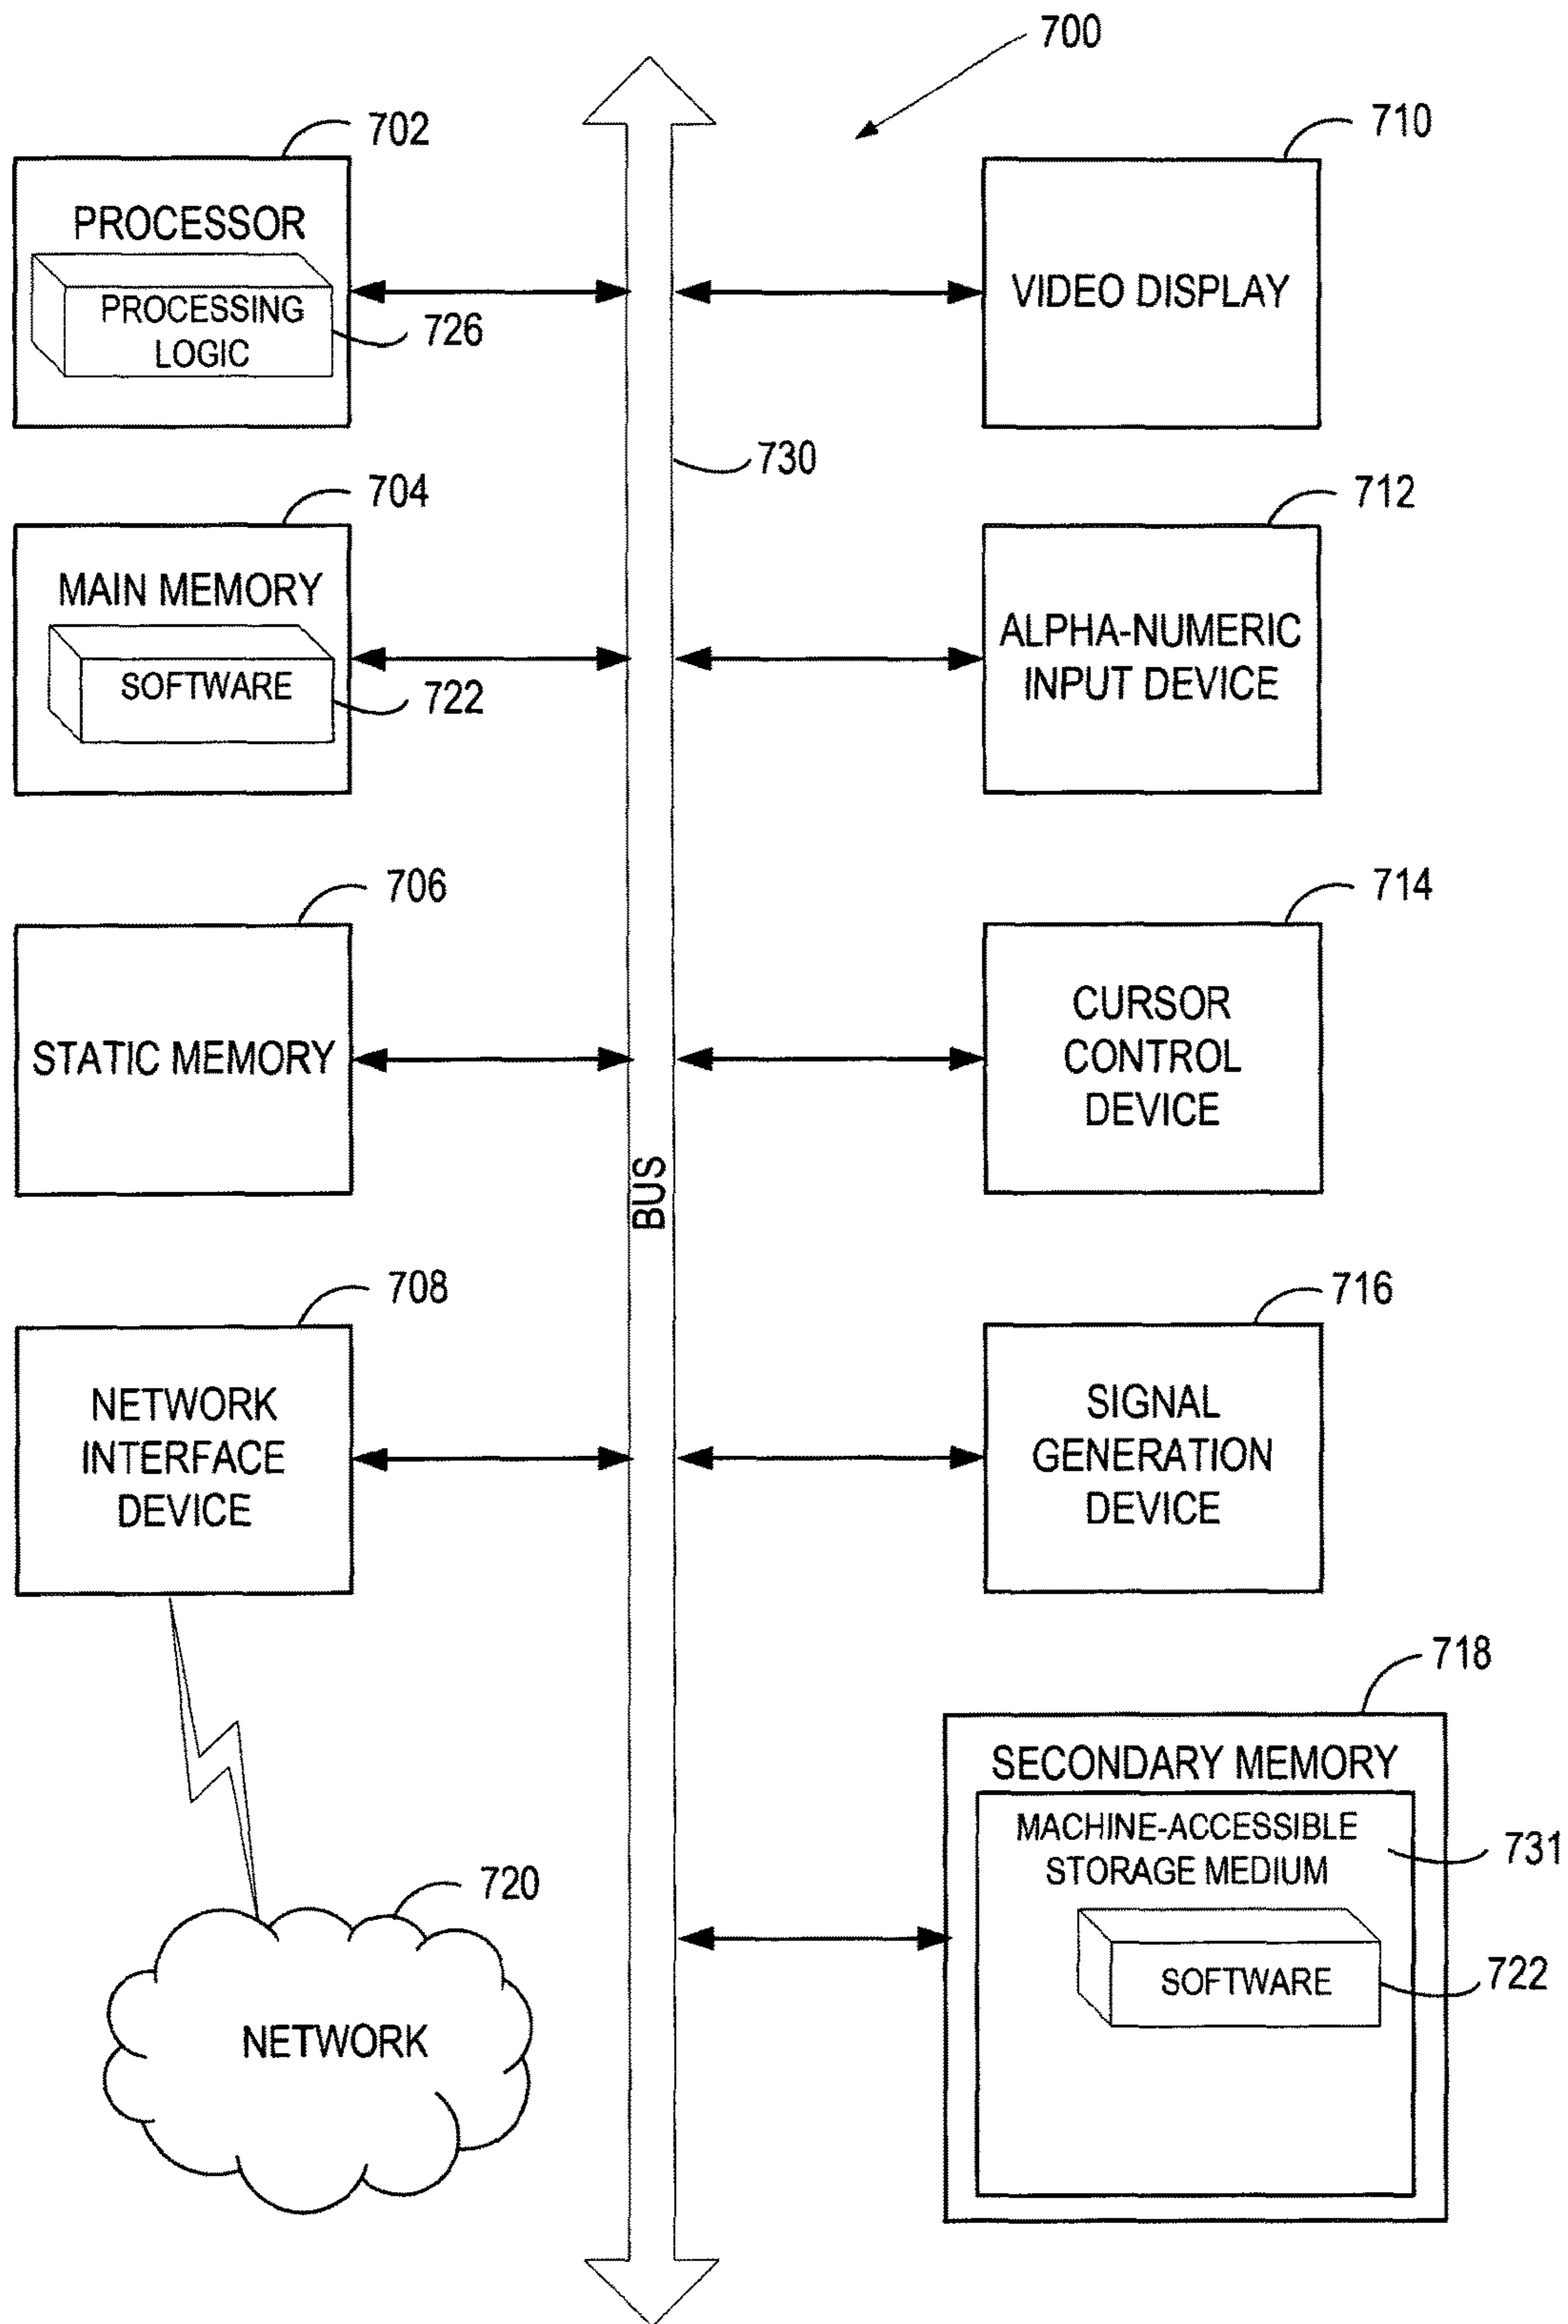 700
702
PROCESSOR
PROCESSING
LOGIC
726
710
VIDEO DISPLAY
730
704
MAIN MEMORY
SOFTWARE
722
712
ALPHA-NUMERIC
INPUT DEVICE
706
STATIC MEMORY
714
CURSOR
CONTROL
DEVICE
BUS
708
NETWORK
INTERFACE
DEVICE
716
SIGNAL
GENERATION
DEVICE
718
SECONDARY MEMORY
MACHINE-ACCESSIBLE
STORAGE MEDIUM
731
SOFTWARE
722
720
NETWORK